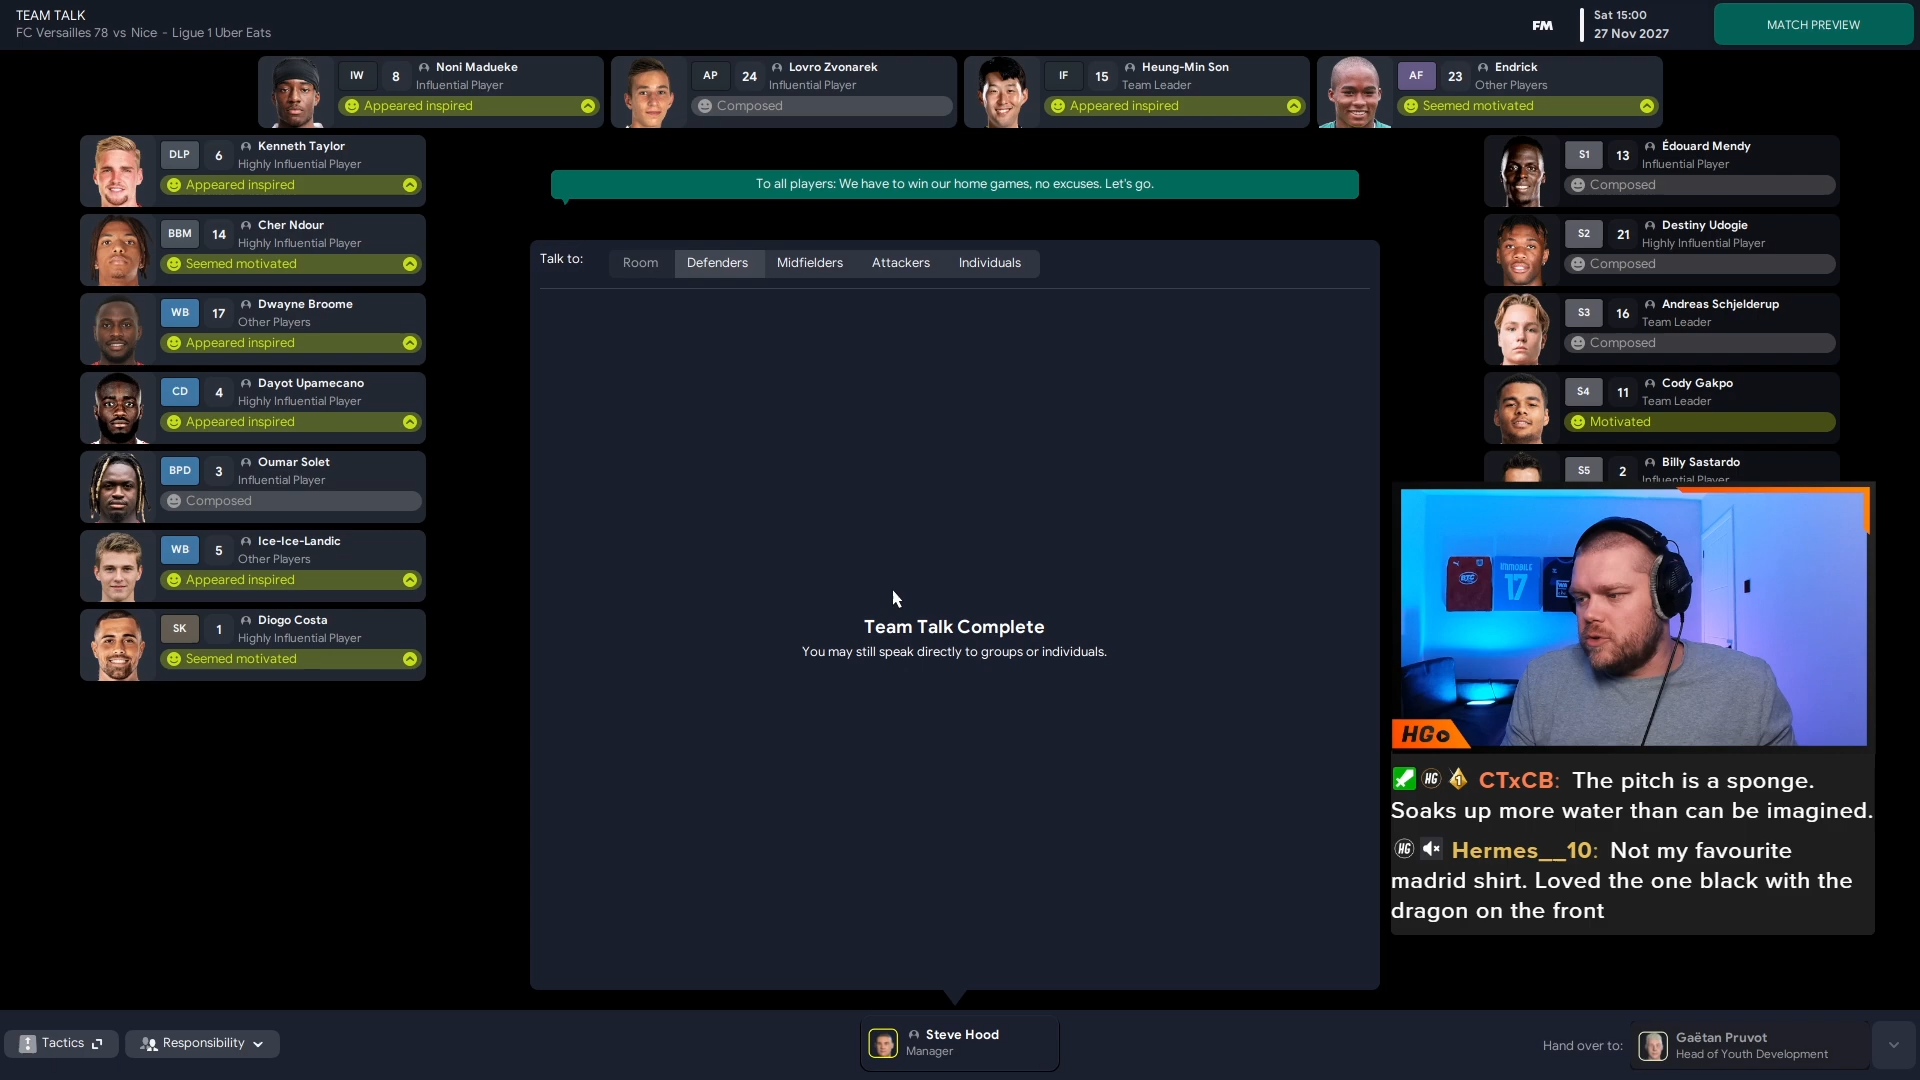 TEAM TALK
FC Versailles 78 vs Nice - Ligue 1 Uber Eats
FM
Sat 15:00
27 Nov 2027
MATCH PREVIEW
IW 8 Noni Madueke
Influential Player
Appeared inspired
AP 24 Lovro Zvonarek
Influential Player
Composed
IF 15 Heung-Min Son
Team Leader
Appeared inspired
AF 23 Endrick
Other Players
Seemed motivated
DLP 6 Kenneth Taylor
Highly Influential Player
Appeared inspired
BBM 14 Cher Ndour
Highly Influential Player
Seemed motivated
WB 17 Dwayne Broome
Other Players
Appeared inspired
CD 4 Dayot Upamecano
Highly Influential Player
Appeared inspired
BPD 3 Oumar Solet
Influential Player
Composed
WB 5 Ice-Ice-Landic
Other Players
Appeared inspired
SK 1 Diogo Costa
Highly Influential Player
Seemed motivated
To all players: We have to win our home games, no excuses. Let's go.
Talk to: Room Defenders Midfielders Attackers Individuals
Team Talk Complete
You may still speak directly to groups or individuals.
S1 13 Édouard Mendy
Influential Player
Composed
S2 21 Destiny Udogie
Highly Influential Player
Composed
S3 16 Andreas Schjelderup
Team Leader
Composed
S4 11 Cody Gakpo
Team Leader
Motivated
S5 2 Billy Sastardo
Influential Player
IMMOBILE
17
HG
HG 1 CTxCB: The pitch is a sponge.
Soaks up more water than can be imagined.
HG Hermes__10: Not my favourite
madrid shirt. Loved the one black with the
dragon on the front
Tactics
Responsibility
Steve Hood
Manager
Hand over to:
Gaëtan Pruvot
Head of Youth Development